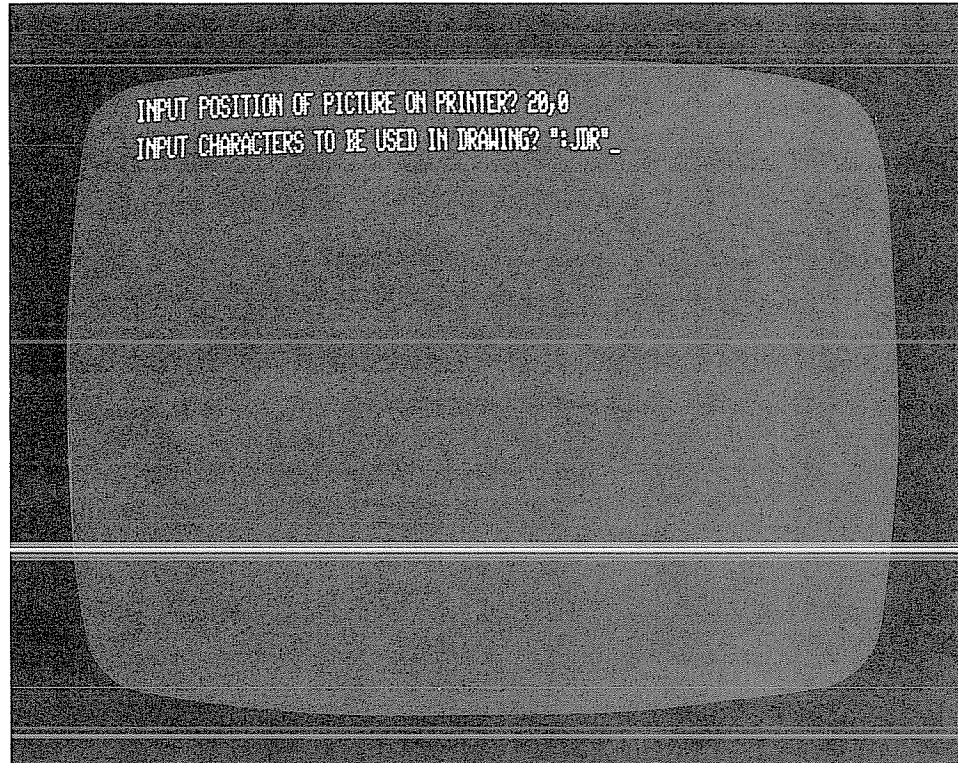 INPUT POSITION OF PICTURE ON PRINTER? 20,0
INPUT CHARACTERS TO BE USED IN DRAWING? ":JDR"_